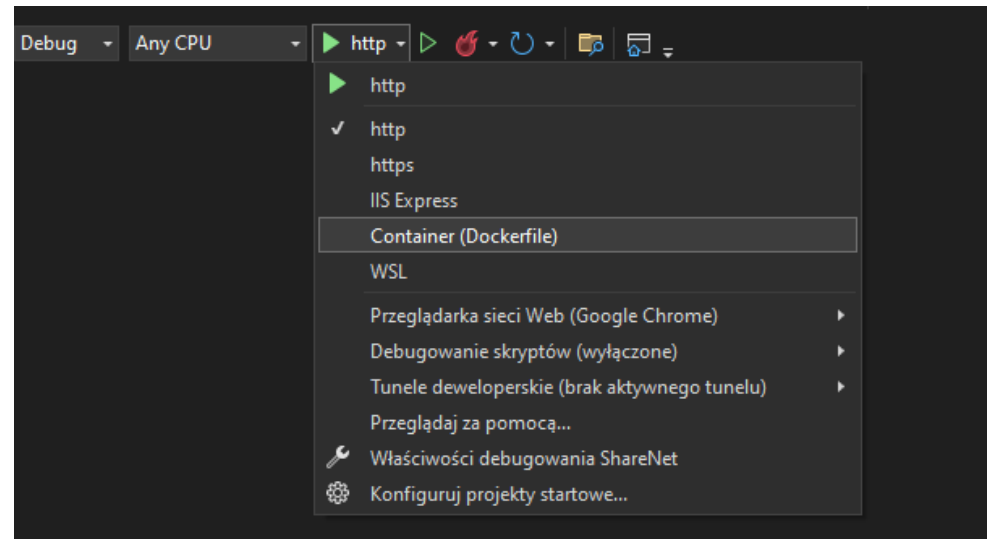 Debug Any CPU http
http
http
https
IIS Express
Container (Dockerfile)
WSL
Przeglądarka sieci Web (Google Chrome)
Debugowanie skryptów (wyłączone)
Tunele deweloperskie (brak aktywnego tunelu)
Przeglądaj za pomocą...
Właściwości debugowania ShareNet
Konfiguruj projekty startowe...